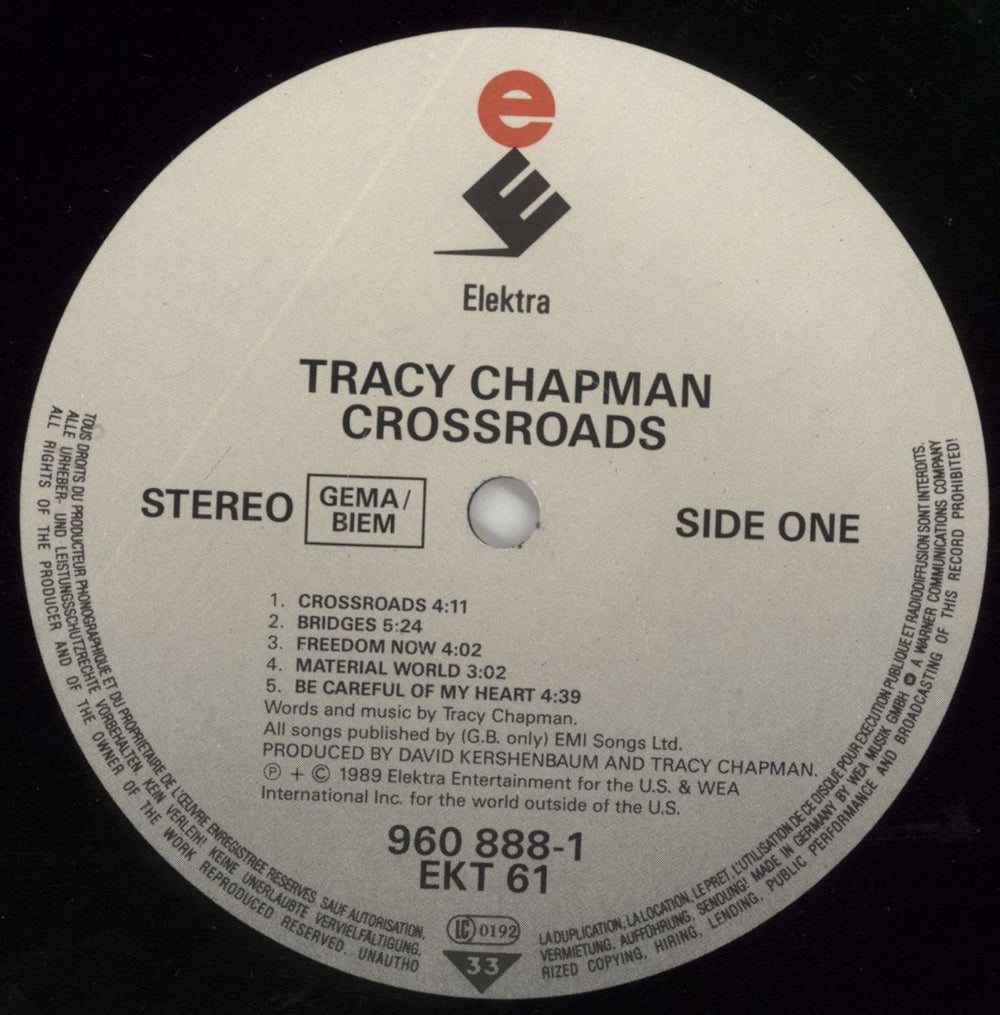 e
E
Elektra
TRACY CHAPMAN
CROSSROADS
STEREO
GEMA/
BIEM
SIDE ONE
1. CROSSROADS 4:11
2. BRIDGES 5:24
3. FREEDOM NOW 4:02
4. MATERIAL WORLD 3:02
5. BE CAREFUL OF MY HEART 4:39
Words and music by Tracy Chapman.
All songs published by (G.B. only) EMI Songs Ltd.
PRODUCED BY DAVID KERSHENBAUM AND TRACY CHAPMAN.
℗ + © 1989 Elektra Entertainment for the U.S. & WEA
International Inc. for the world outside of the U.S.
960 888-1
EKT 61
LC 0192
33
TOUS DROITS DU PRODUCTEUR PHONOGRAPHIQUE ET DU PROPRIETAIRE DE L'ŒUVRE ENREGISTREE RESERVES. SAUF AUTORISATION, LA DUPLICATION, LA LOCATION, LE PRET, L'UTILISATION DE CE DISQUE POUR EXECUTION PUBLIQUE ET RADIODIFFUSION SONT INTERDITS.
ALLE URHEBER- UND LEISTUNGSSCHUTZRECHTE VORBEHALTEN. KEIN VERLEIH! KEINE UNERLAUBTE VERVIELFÄLTIGUNG, VERMIETUNG, AUFFÜHRUNG, SENDUNG! MADE IN GERMANY BY WEA MUSIK GMBH A WARNER COMMUNICATIONS COMPANY
ALL RIGHTS OF THE PRODUCER AND OF THE OWNER OF THE WORK REPRODUCED RESERVED. UNAUTHORIZED COPYING, HIRING, LENDING, PUBLIC PERFORMANCE AND BROADCASTING OF THIS RECORD PROHIBITED!